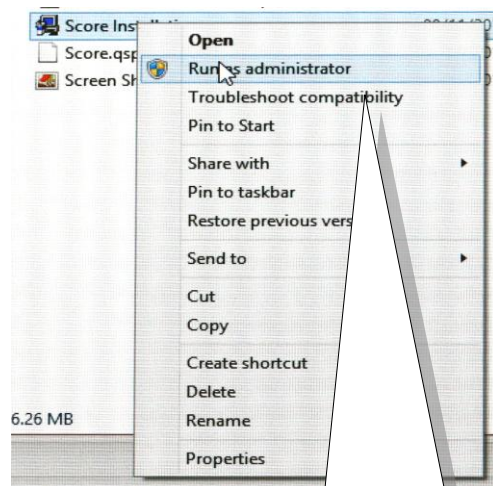 Score Inst
Score.qsp
Screen Sh
Open
Run as administrator
Troubleshoot compatibility
Pin to Start
Share with
Pin to taskbar
Restore previous vers
Send to
Cut
Copy
Create shortcut
Delete
Rename
Properties
6.26 MB